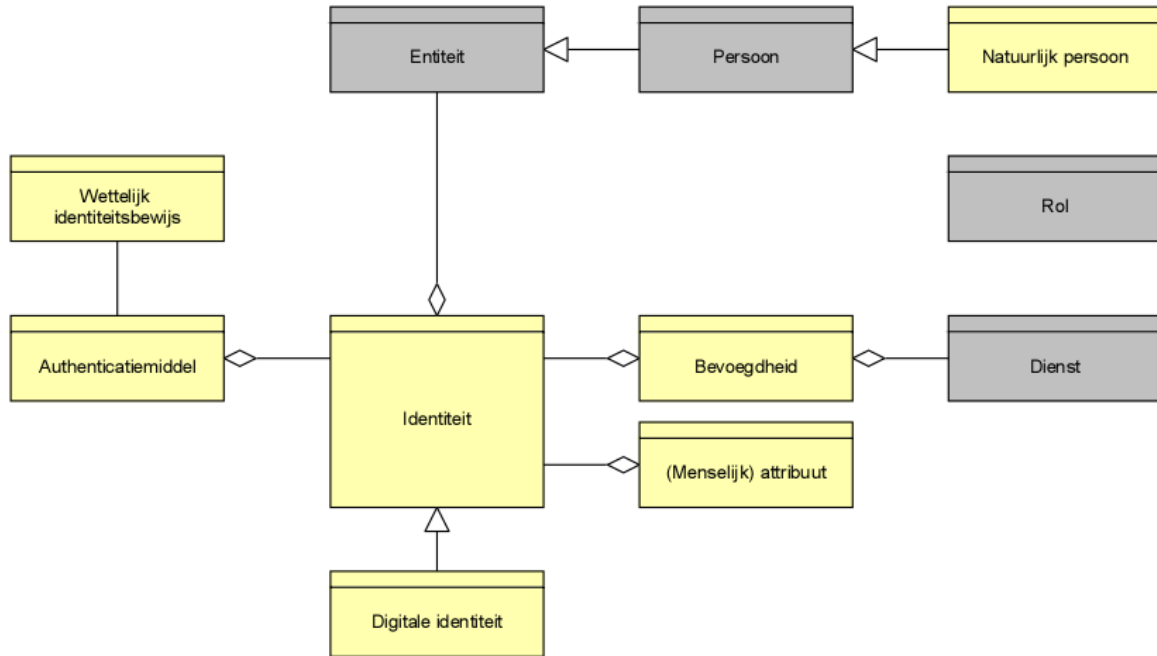 Entiteit
Persoon
Natuurlijk persoon
Wettelijk
identiteitsbewijs
Rol
Authenticatiemiddel
Identiteit
Bevoegdheid
Dienst
(Menselijk) attribuut
Digitale identiteit